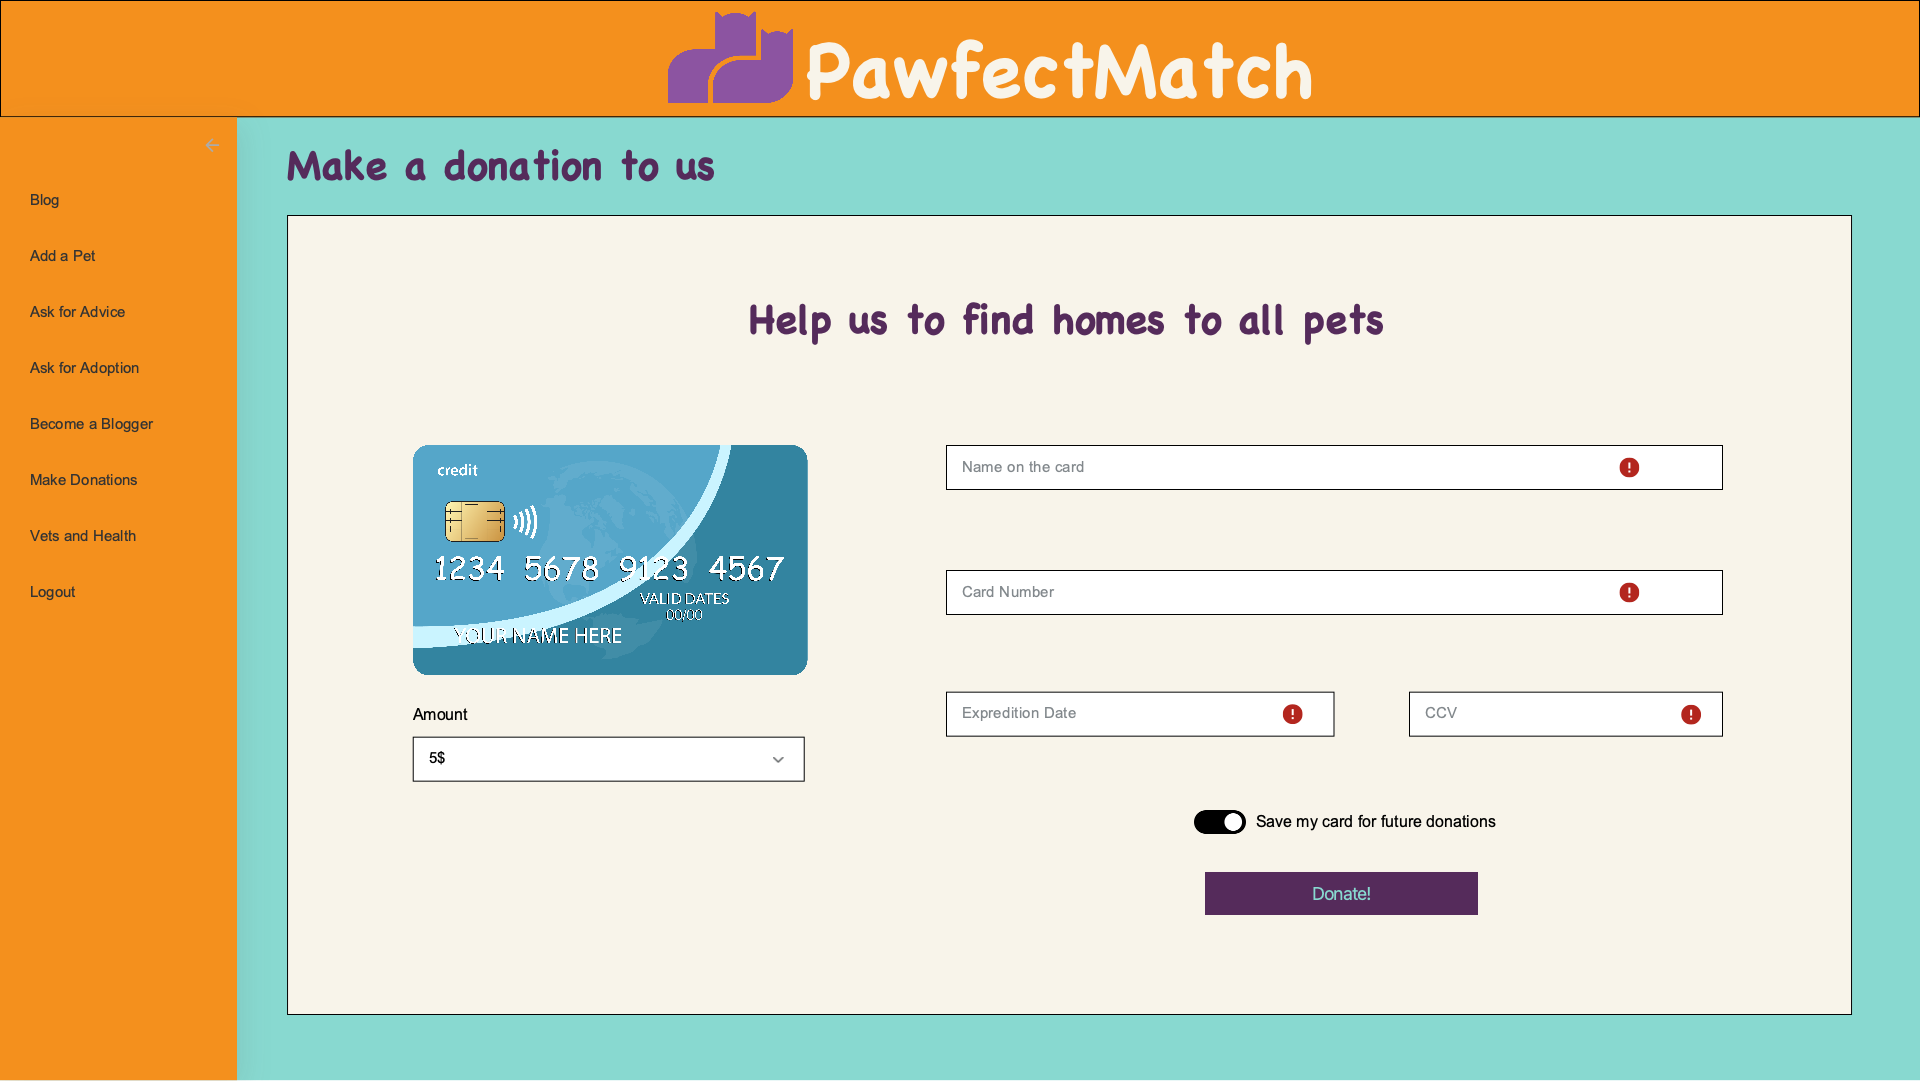 PawfectMatch
Blog
Add a Pet
Ask for Advice
Ask for Adoption
Become a Blogger
Make Donations
Vets and Health
Logout
Make a donation to us
Help us to find homes to all pets
credit
1234 5678 9123 4567
VALID DATES
00/00
YOUR NAME HERE
Amount
5$
Name on the card
Card Number
Expredition Date
CCV
Save my card for future donations
Donate!